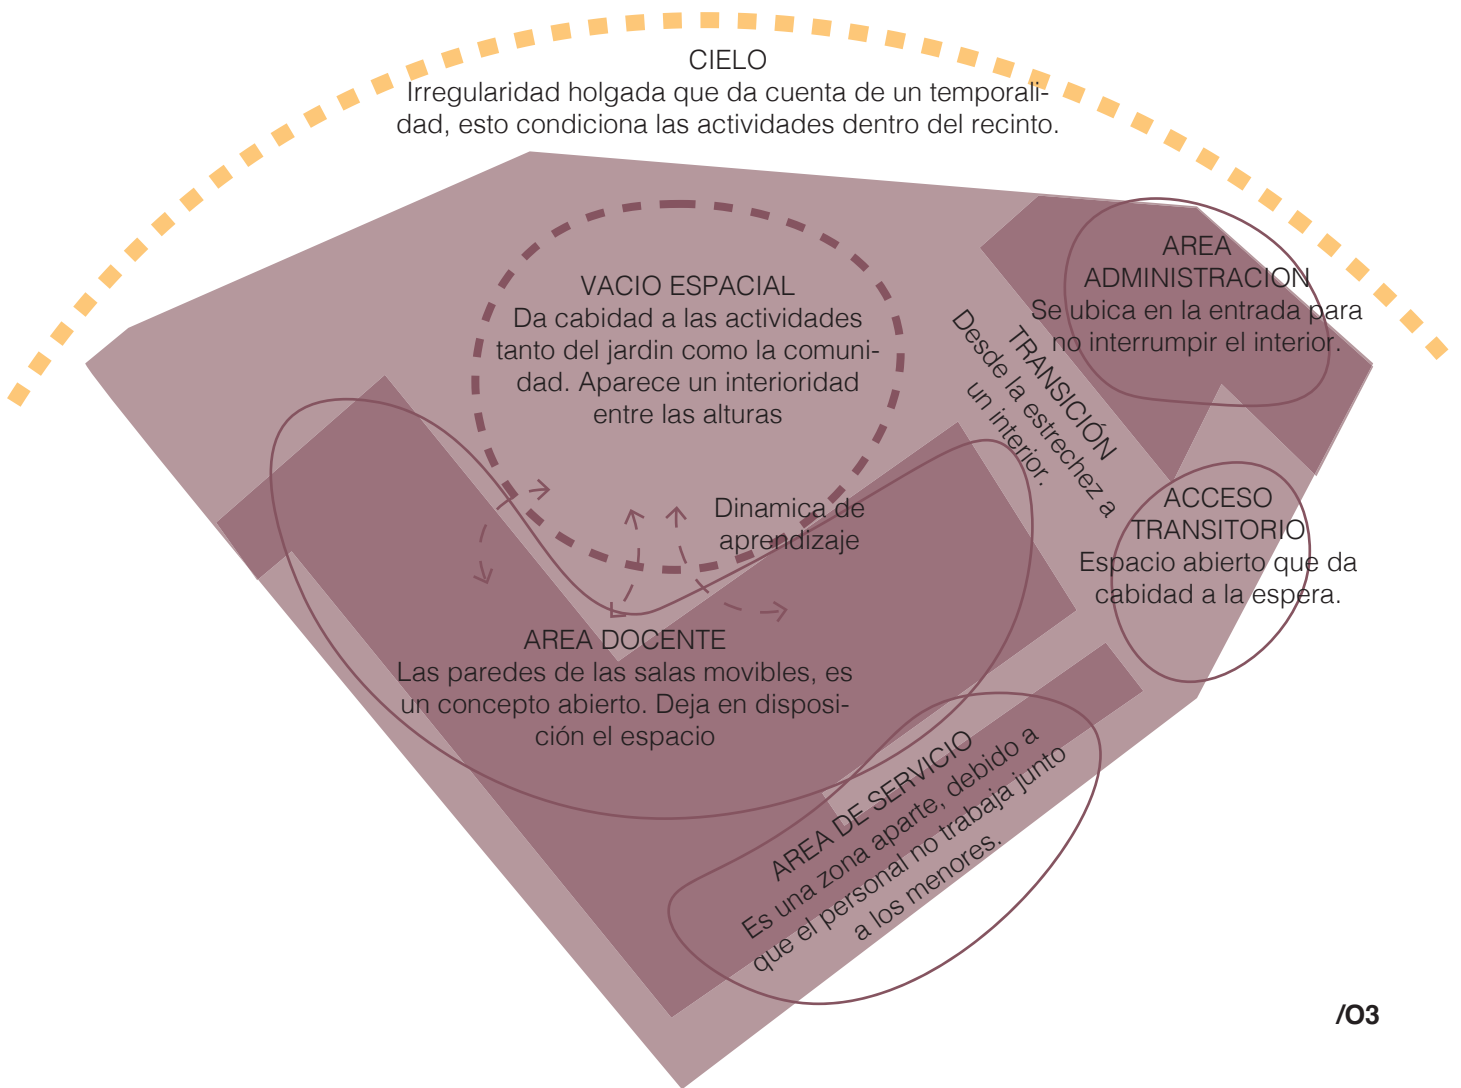 CIELO
Irregularidad holgada que da cuenta de un temporali-
dad, esto condiciona las actividades dentro del recinto.
VACIO ESPACIAL
Da cabidad a las actividades
tanto del jardin como la comuni-
dad. Aparece un interioridad
entre las alturas
AREA
ADMINISTRACION
Se ubica en la entrada para
no interrumpir el interior.
TRANSICIÓN
Desde la estrechez a
un interior.
ACCESO
TRANSITORIO
Espacio abierto que da
cabidad a la espera.
Dinamica de
aprendizaje
AREA DOCENTE
Las paredes de las salas movibles, es
un concepto abierto. Deja en disposi-
ción el espacio
AREA DE SERVICIO
Es una zona aparte, debido a
que el personal no trabaja junto
a los menores.
/O3